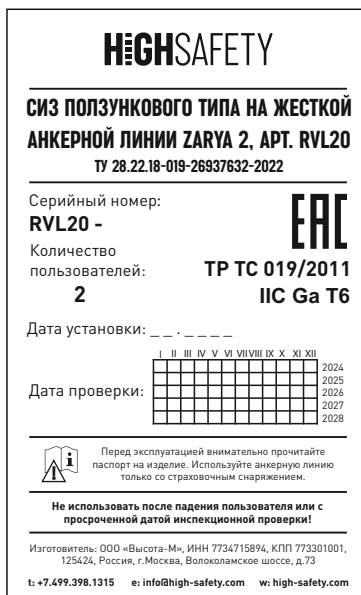 HIGHSAFETY
СИЗ ПОЛЗУНКОВОГО ТИПА НА ЖЕСТКОЙ
АНКЕРНОЙ ЛИНИИ ZARYA 2, АРТ. RVL20
ТУ 28.22.18-019-26937632-2022
Серийный номер:
RVL20 -
Количество
пользователей:
2
EAC
ТР ТС 019/2011
IIC Ga T6
Дата установки: _ _ . _ _ _ _
I II III IV V VI VII VIII IX X XI XII
Дата проверки:
2024
2025
2026
2027
2028
Перед эксплуатацией внимательно прочитайте
паспорт на изделие. Используйте анкерную линию
только со страховочным снаряжением.
Не использовать после падения пользователя или с
просроченной датой инспекционной проверки!
Изготовитель: ООО «Высота-М», ИНН 7734715894, КПП 773301001,
125424, Россия, г.Москва, Волоколамское шоссе, д.73
t: +7.499.398.1315 e: info@high-safety.com w: high-safety.com